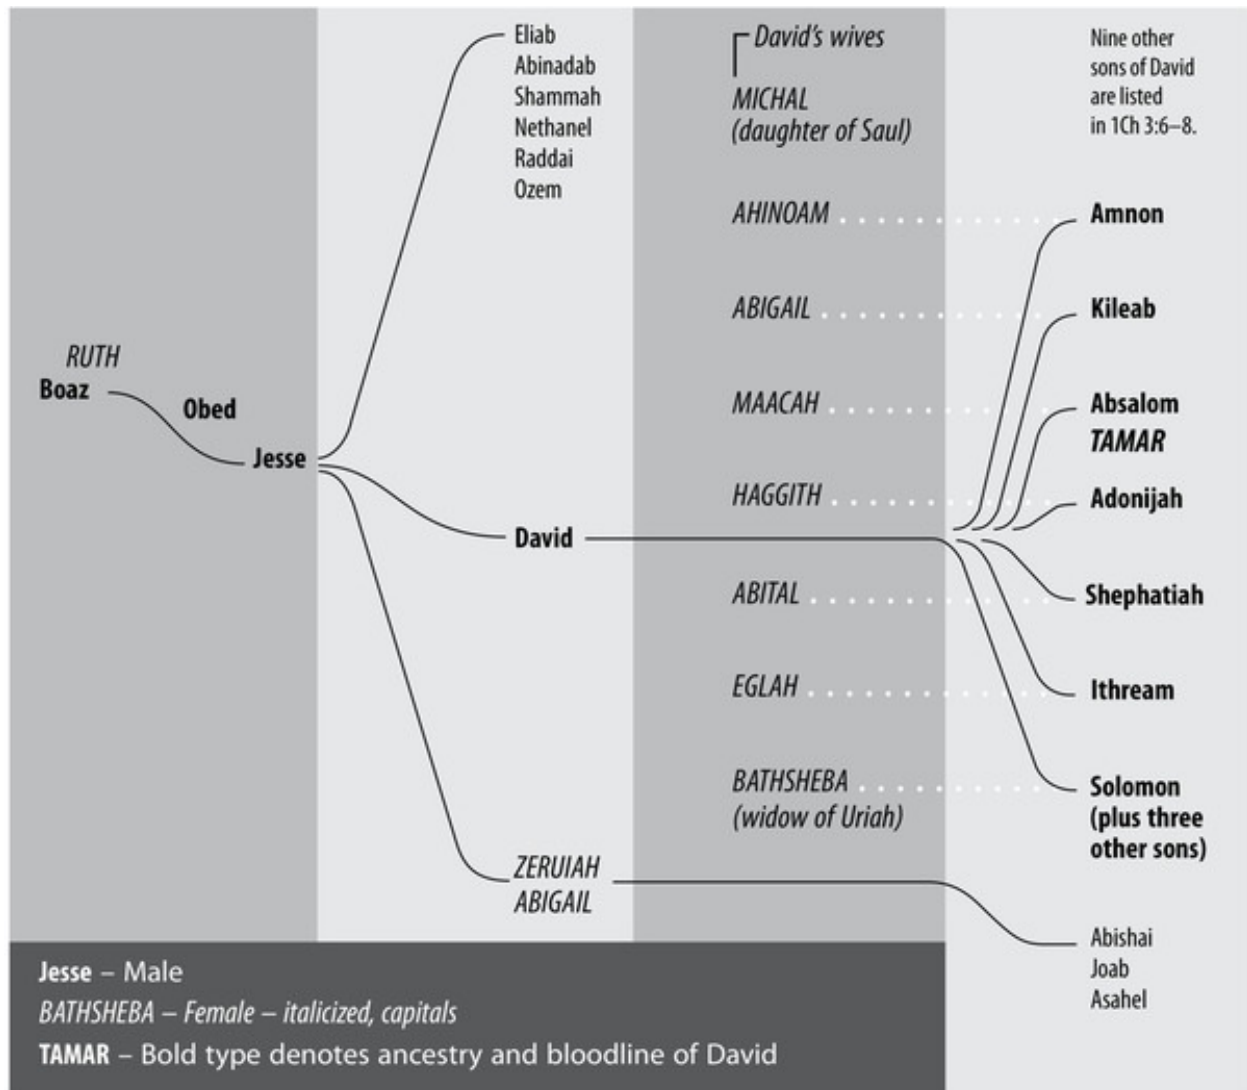 RUTH
Boaz
Obed
Jesse
Eliab
Abinadab
Shammah
Nethanel
Raddai
Ozem
David
ZERUIAH
ABIGAIL
David's wives
MICHAL
(daughter of Saul)
AHINOAM
ABIGAIL
MAACAH
HAGGITH
ABITAL
EGLAH
BATHSHEBA
(widow of Uriah)
Nine other
sons of David
are listed
in 1Ch 3:6–8.
Amnon
Kileab
Absalom
TAMAR
Adonijah
Shephatiah
Ithream
Solomon
(plus three
other sons)
Abishai
Joab
Asahel
Jesse – Male
BATHSHEBA – Female – italicized, capitals
TAMAR – Bold type denotes ancestry and bloodline of David